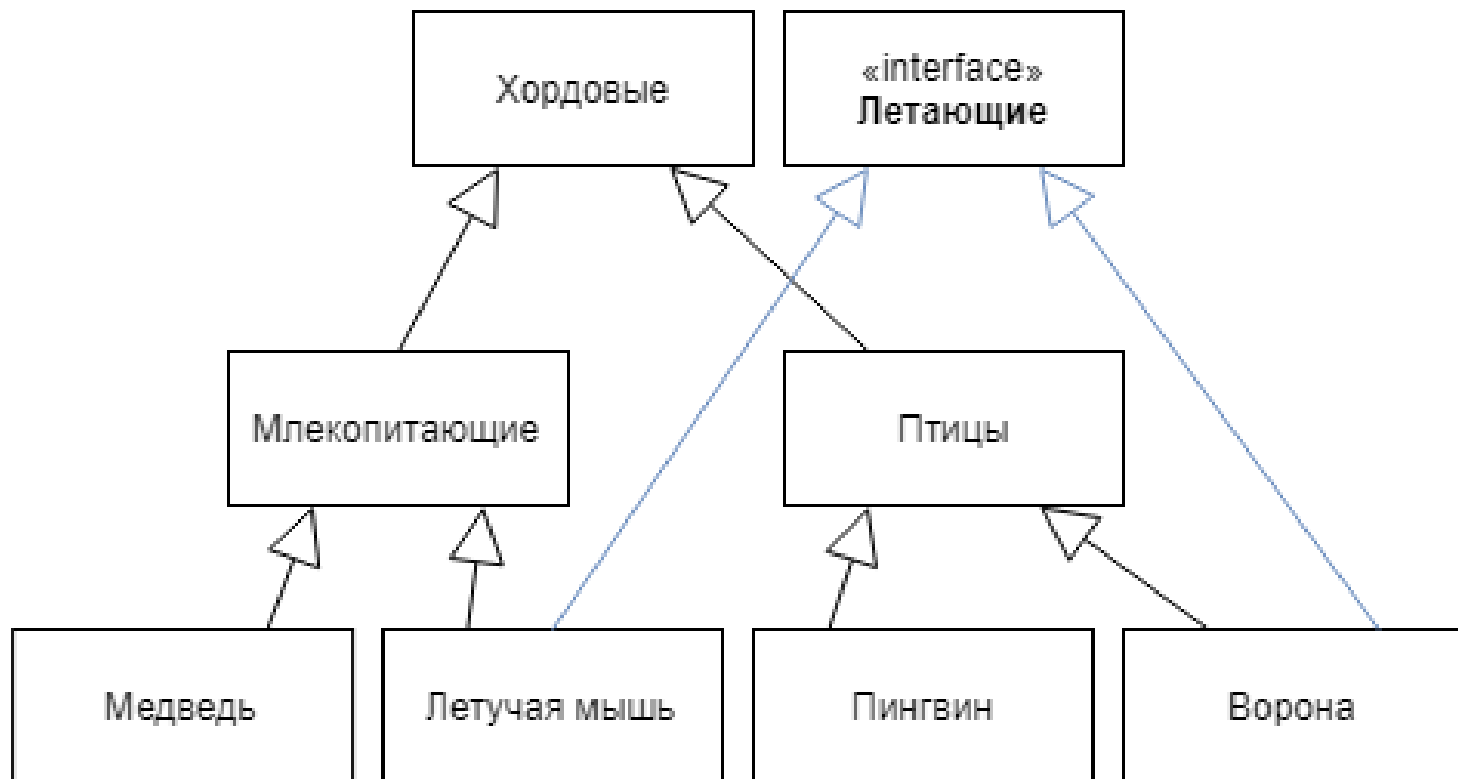 Хордовые
«interface»
Летающие
Млекопитающие
Птицы
Медведь
Летучая мышь
Пингвин
Ворона